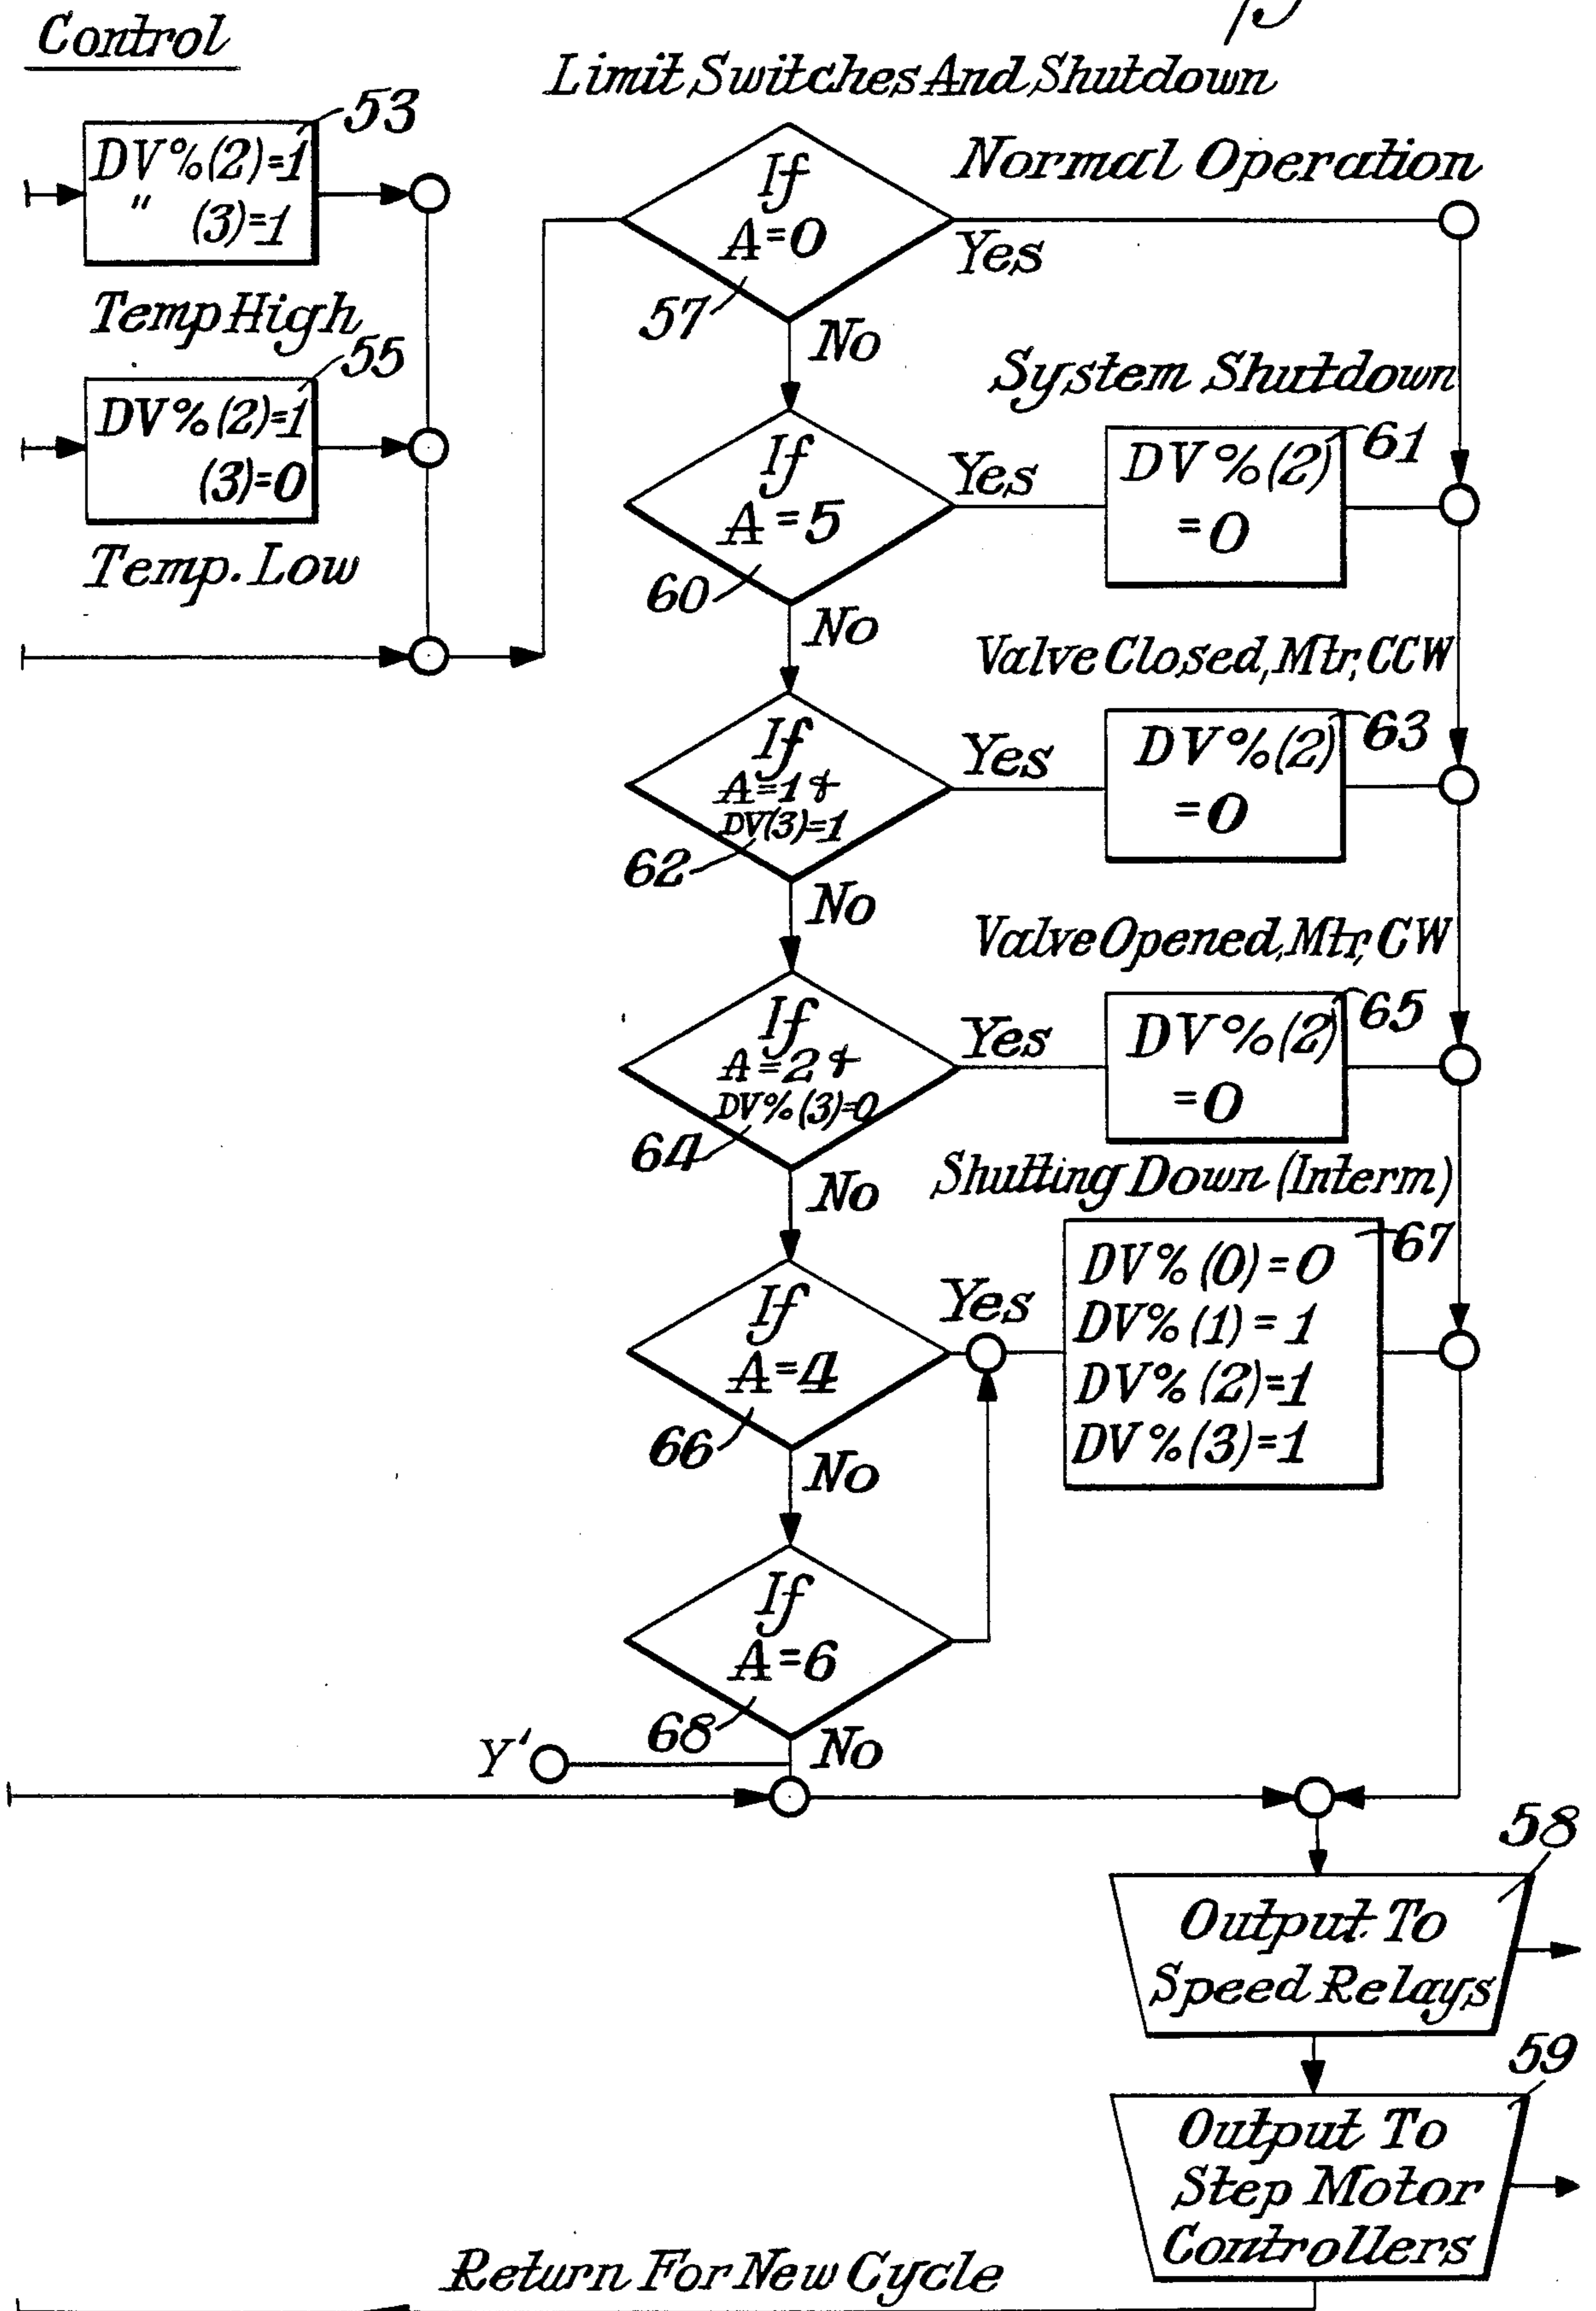 Control
53
DV%(2)=1
" (3)=1
Temp High
55
DV%(2)=1
(3)=0
Temp. Low
Limit Switches And Shutdown
If
A=0
57
Yes
Normal Operation
No
If
A=5
60
Yes
System Shutdown
61
DV%(2)
=0
No
If
A=1 &
DV(3)=1
62
Yes
Valve Closed, Mtr, CCW
63
DV%(2)
=0
No
If
A=2 &
DV%(3)=0
64
Yes
Valve Opened, Mtr, CW
65
DV%(2)
=0
No
If
A=4
66
Yes
Shutting Down (Interm)
67
DV%(0)=0
DV%(1)=1
DV%(2)=1
DV%(3)=1
No
If
A=6
68
No
Y'
58
Output To
Speed Relays
59
Output To
Step Motor
Controllers
Return For New Cycle